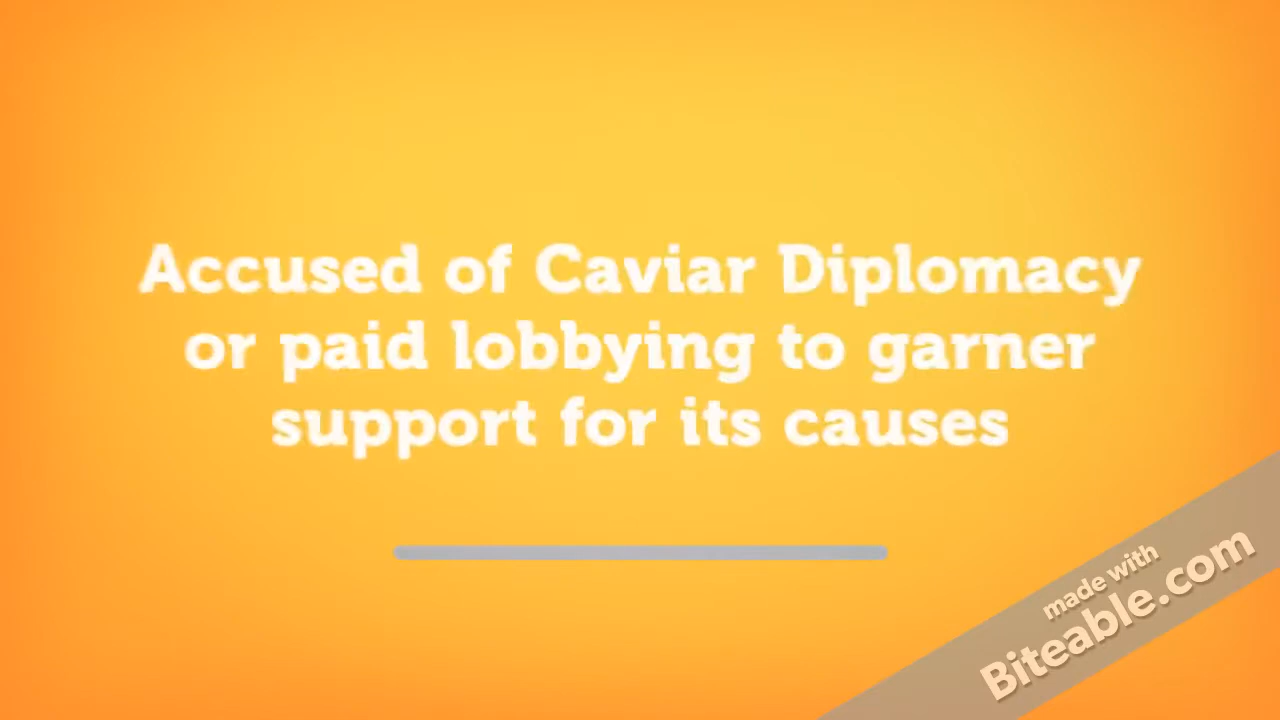 Accused of Caviar Diplomacy
or paid lobbying to garner
support for its causes
made with
Biteable.com